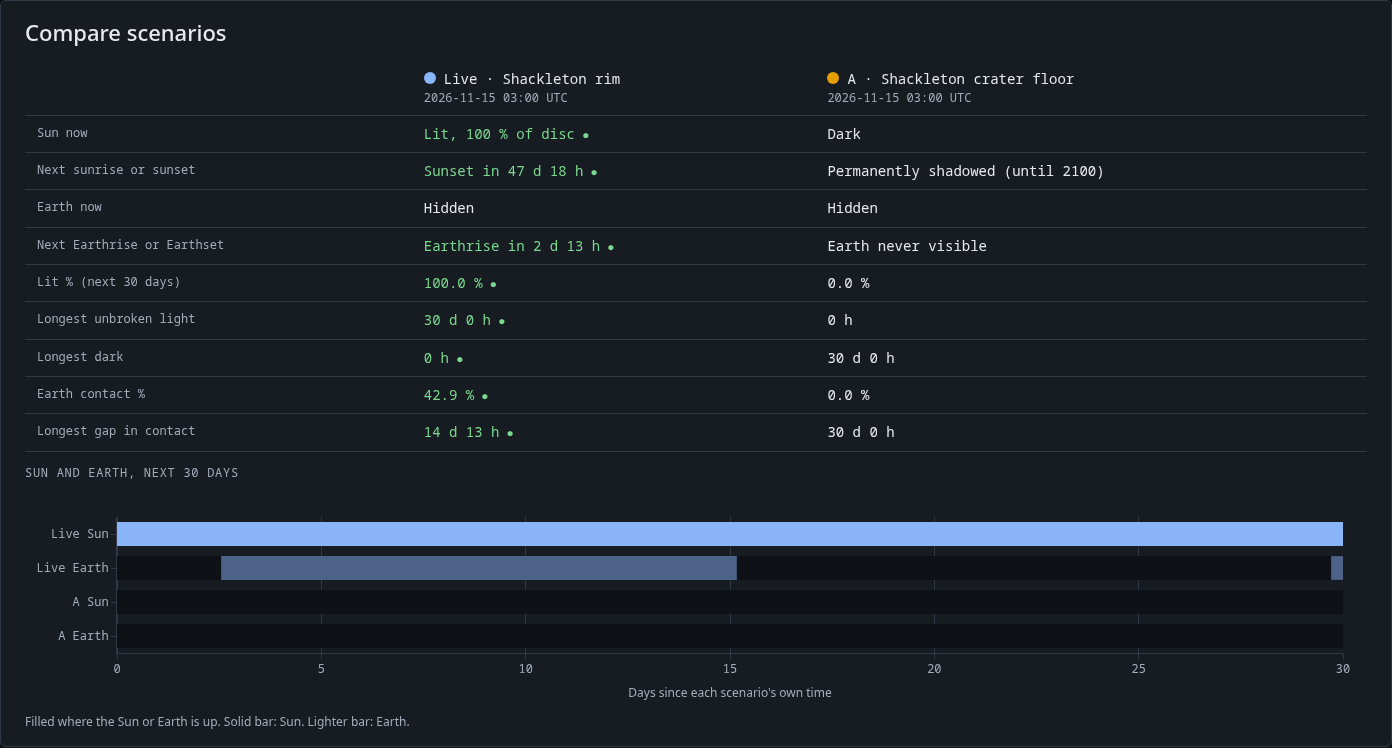 Compare scenarios
Live · Shackleton rim
2026-11-15 03:00 UTC
A · Shackleton crater floor
2026-11-15 03:00 UTC
Sun now Lit, 100 % of disc ● Dark
Next sunrise or sunset Sunset in 47 d 18 h ● Permanently shadowed (until 2100)
Earth now Hidden Hidden
Next Earthrise or Earthset Earthrise in 2 d 13 h ● Earth never visible
Lit % (next 30 days) 100.0 % ● 0.0 %
Longest unbroken light 30 d 0 h ● 0 h
Longest dark 0 h ● 30 d 0 h
Earth contact % 42.9 % ● 0.0 %
Longest gap in contact 14 d 13 h ● 30 d 0 h
SUN AND EARTH, NEXT 30 DAYS
Live Sun
Live Earth
A Sun
A Earth
0 5 10 15 20 25 30
Days since each scenario's own time
Filled where the Sun or Earth is up. Solid bar: Sun. Lighter bar: Earth.